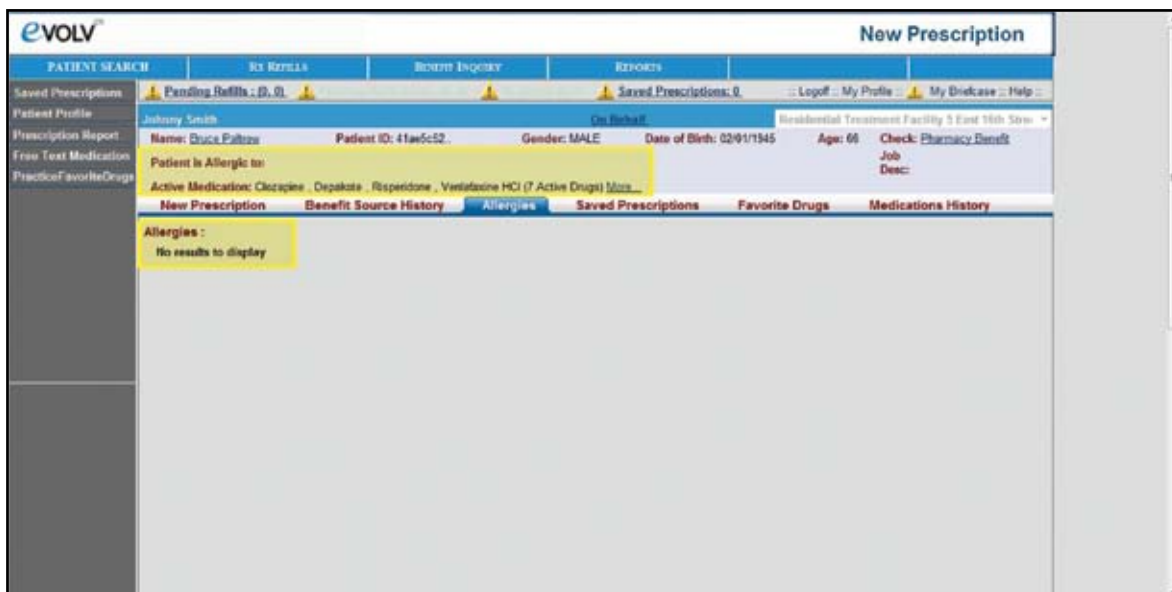 evolv
New Prescription
PATIENT SEARCH RX REFILLS BENEFIT INQUIRY REPORTS
Saved Prescriptions
Patient Profile
Prescription Report
Free Text Medication
PracticeFavoriteDrugs
Pending Refills : (0, 0) Saved Prescriptions: 0 :: Logoff :: My Profile :: My Briefcase :: Help ::
Johnny Smith On Behalf Residential Treatment Facility 5 East 16th
Name: Bruce Paltrow Patient ID: 41ae5c52.. Gender: MALE Date of Birth: 02/01/1945 Age: 66 Check: Pharmacy Benefit
Job
Desc:
Patient is Allergic to:
Active Medication: Clozapine , Depakote , Risperidone , Venlafaxine HCl (7 Active Drugs) More...
New Prescription Benefit Source History Allergies Saved Prescriptions Favorite Drugs Medications History
Allergies :
No results to display